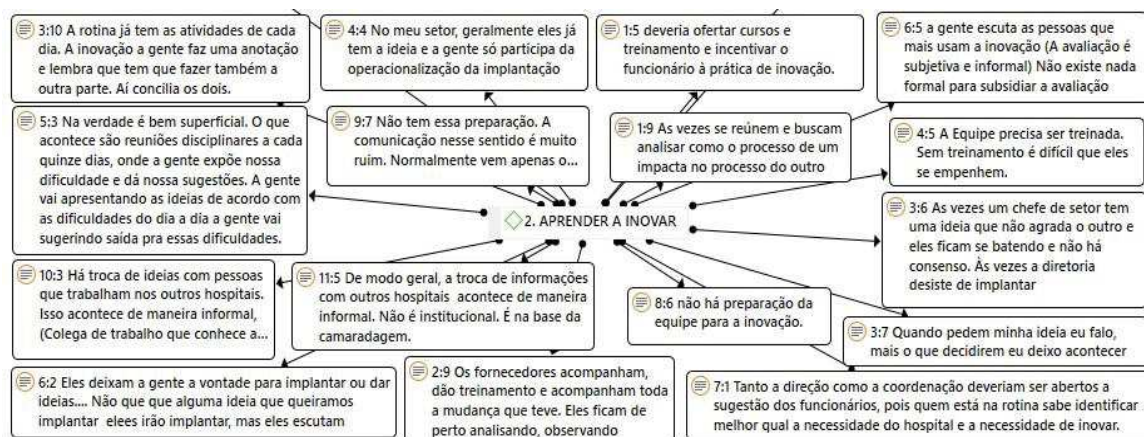 3:10 A rotina já tem as atividades de cada
dia. A inovação a gente faz uma anotação
e lembra que tem que fazer também a
outra parte. Aí concilia os dois.
4:4 No meu setor, geralmente eles já
tem a ideia e a gente só participa da
operacionalização da implantação
1:5 deveria ofertar cursos e
treinamento e incentivar o
funcionário à prática de inovação.
6:5 a gente escuta as pessoas que
mais usam a inovação (A avaliação é
subjetiva e informal) Não existe nada
formal para subsidiar a avaliação
5:3 Na verdade é bem superficial. O que
acontece são reuniões disciplinares a cada
quinze dias, onde a gente expõe nossa
dificuldade e dá nossa sugestões. A gente
vai apresentando as ideias de acordo com
as dificuldades do dia a dia a gente vai
sugerindo saída pra essas dificuldades.
9:7 Não tem essa preparação. A
comunicação nesse sentido é muito
ruim. Normalmente vem apenas o...
1:9 As vezes se reúnem e buscam
analisar como o processo de um
impacta no processo do outro
4:5 A Equipe precisa ser treinada.
Sem treinamento é difícil que eles
se empenhem.
2. APRENDER A INOVAR
3:6 As vezes um chefe de setor tem
uma ideia que não agrada o outro e
eles ficam se batendo e não há
consenso. Às vezes a diretoria
desiste de implantar
10:3 Há troca de ideias com pessoas
que trabalham nos outros hospitais.
Isso acontece de maneira informal,
(Colega de trabalho que conhece a...
11:5 De modo geral, a troca de informações
com outros hospitais acontece de maneira
informal. Não é institucional. É na base da
camaradagem.
8:6 não há preparação da
equipe para a inovação.
3:7 Quando pedem minha ideia eu falo,
mais o que decidirem eu deixo acontecer
6:2 Eles deixam a gente a vontade para implantar ou dar
ideias.... Não que que alguma ideia que queiramos
implantar elees irão implantar, mas eles escutam
2:9 Os fornecedores acompanham,
dão treinamento e acompanham toda
a mudança que teve. Eles ficam de
perto analisando, observando
7:1 Tanto a direção como a coordenação deveriam ser abertos a
sugestão dos funcionários, pois quem está na rotina sabe identificar
melhor qual a necessidade do hospital e a necessidade de inovar.